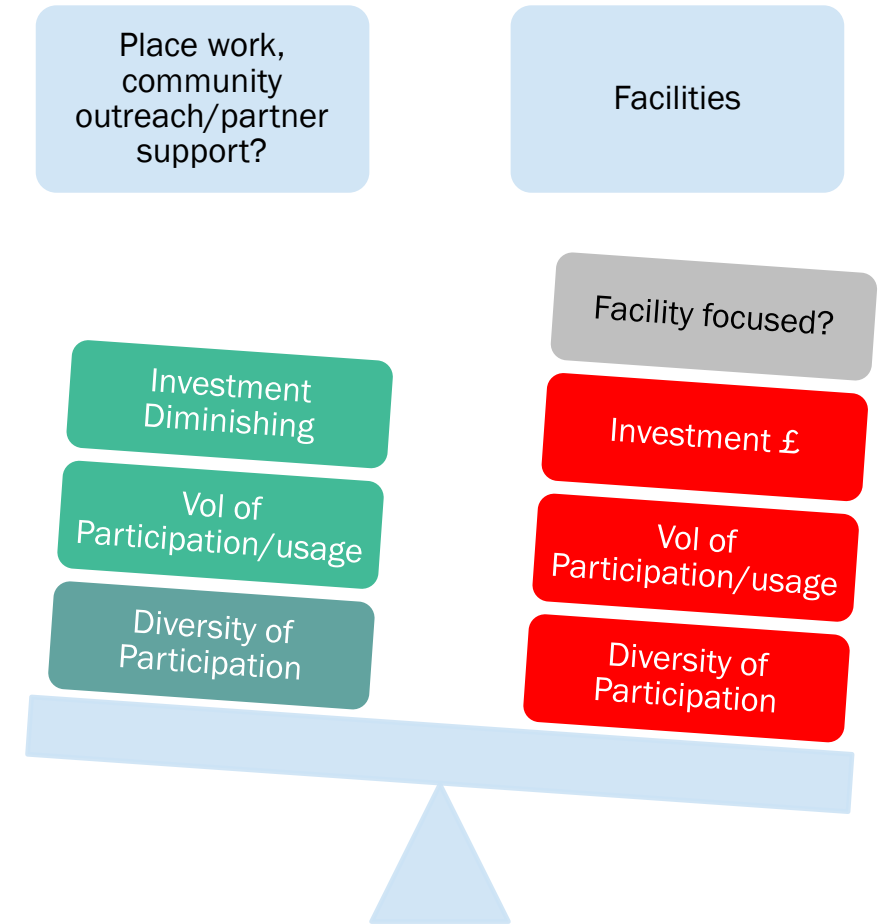 Place work,
community
outreach/partner
support?
Facilities
Facility focused?
Investment
Diminishing
Investment £
Vol of
Participation/usage
Vol of
Participation/usage
Diversity of
Participation
Diversity of
Participation